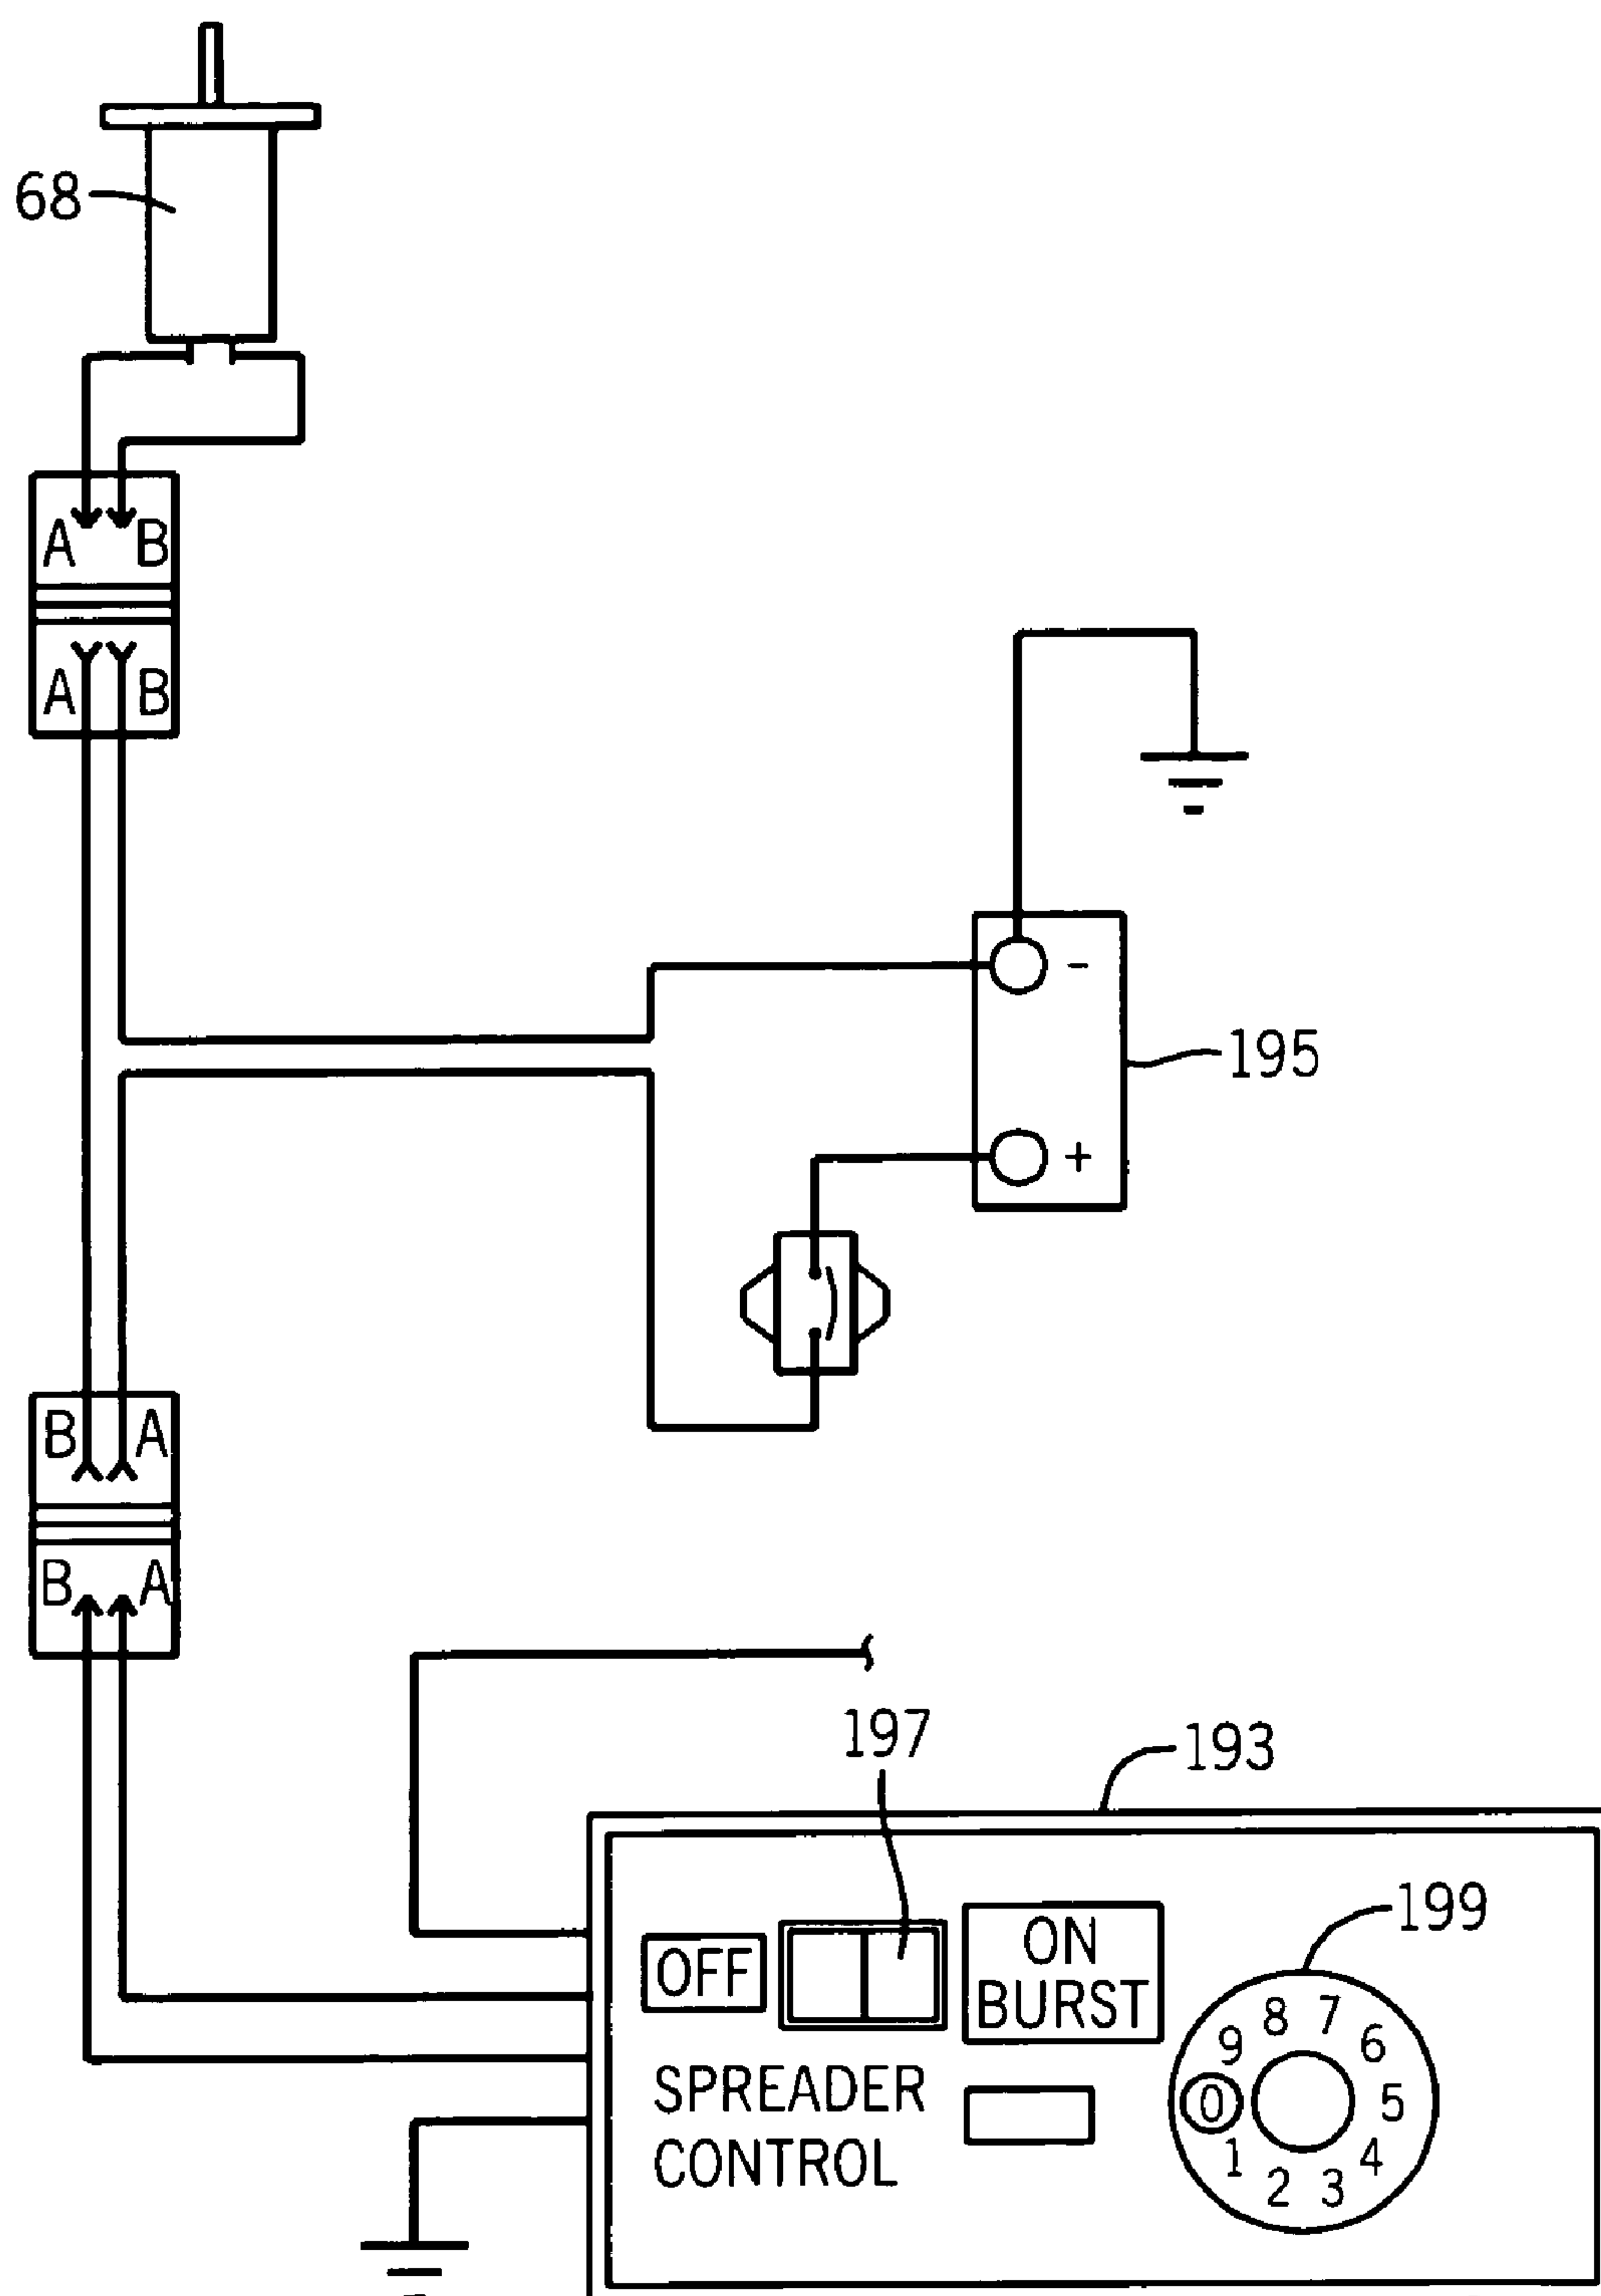 68
A B
A B
-
195
+
B A
B A
197
193
199
OFF
ON
BURST
8 7
9 6
0 5
1 4
2 3
SPREADER
CONTROL